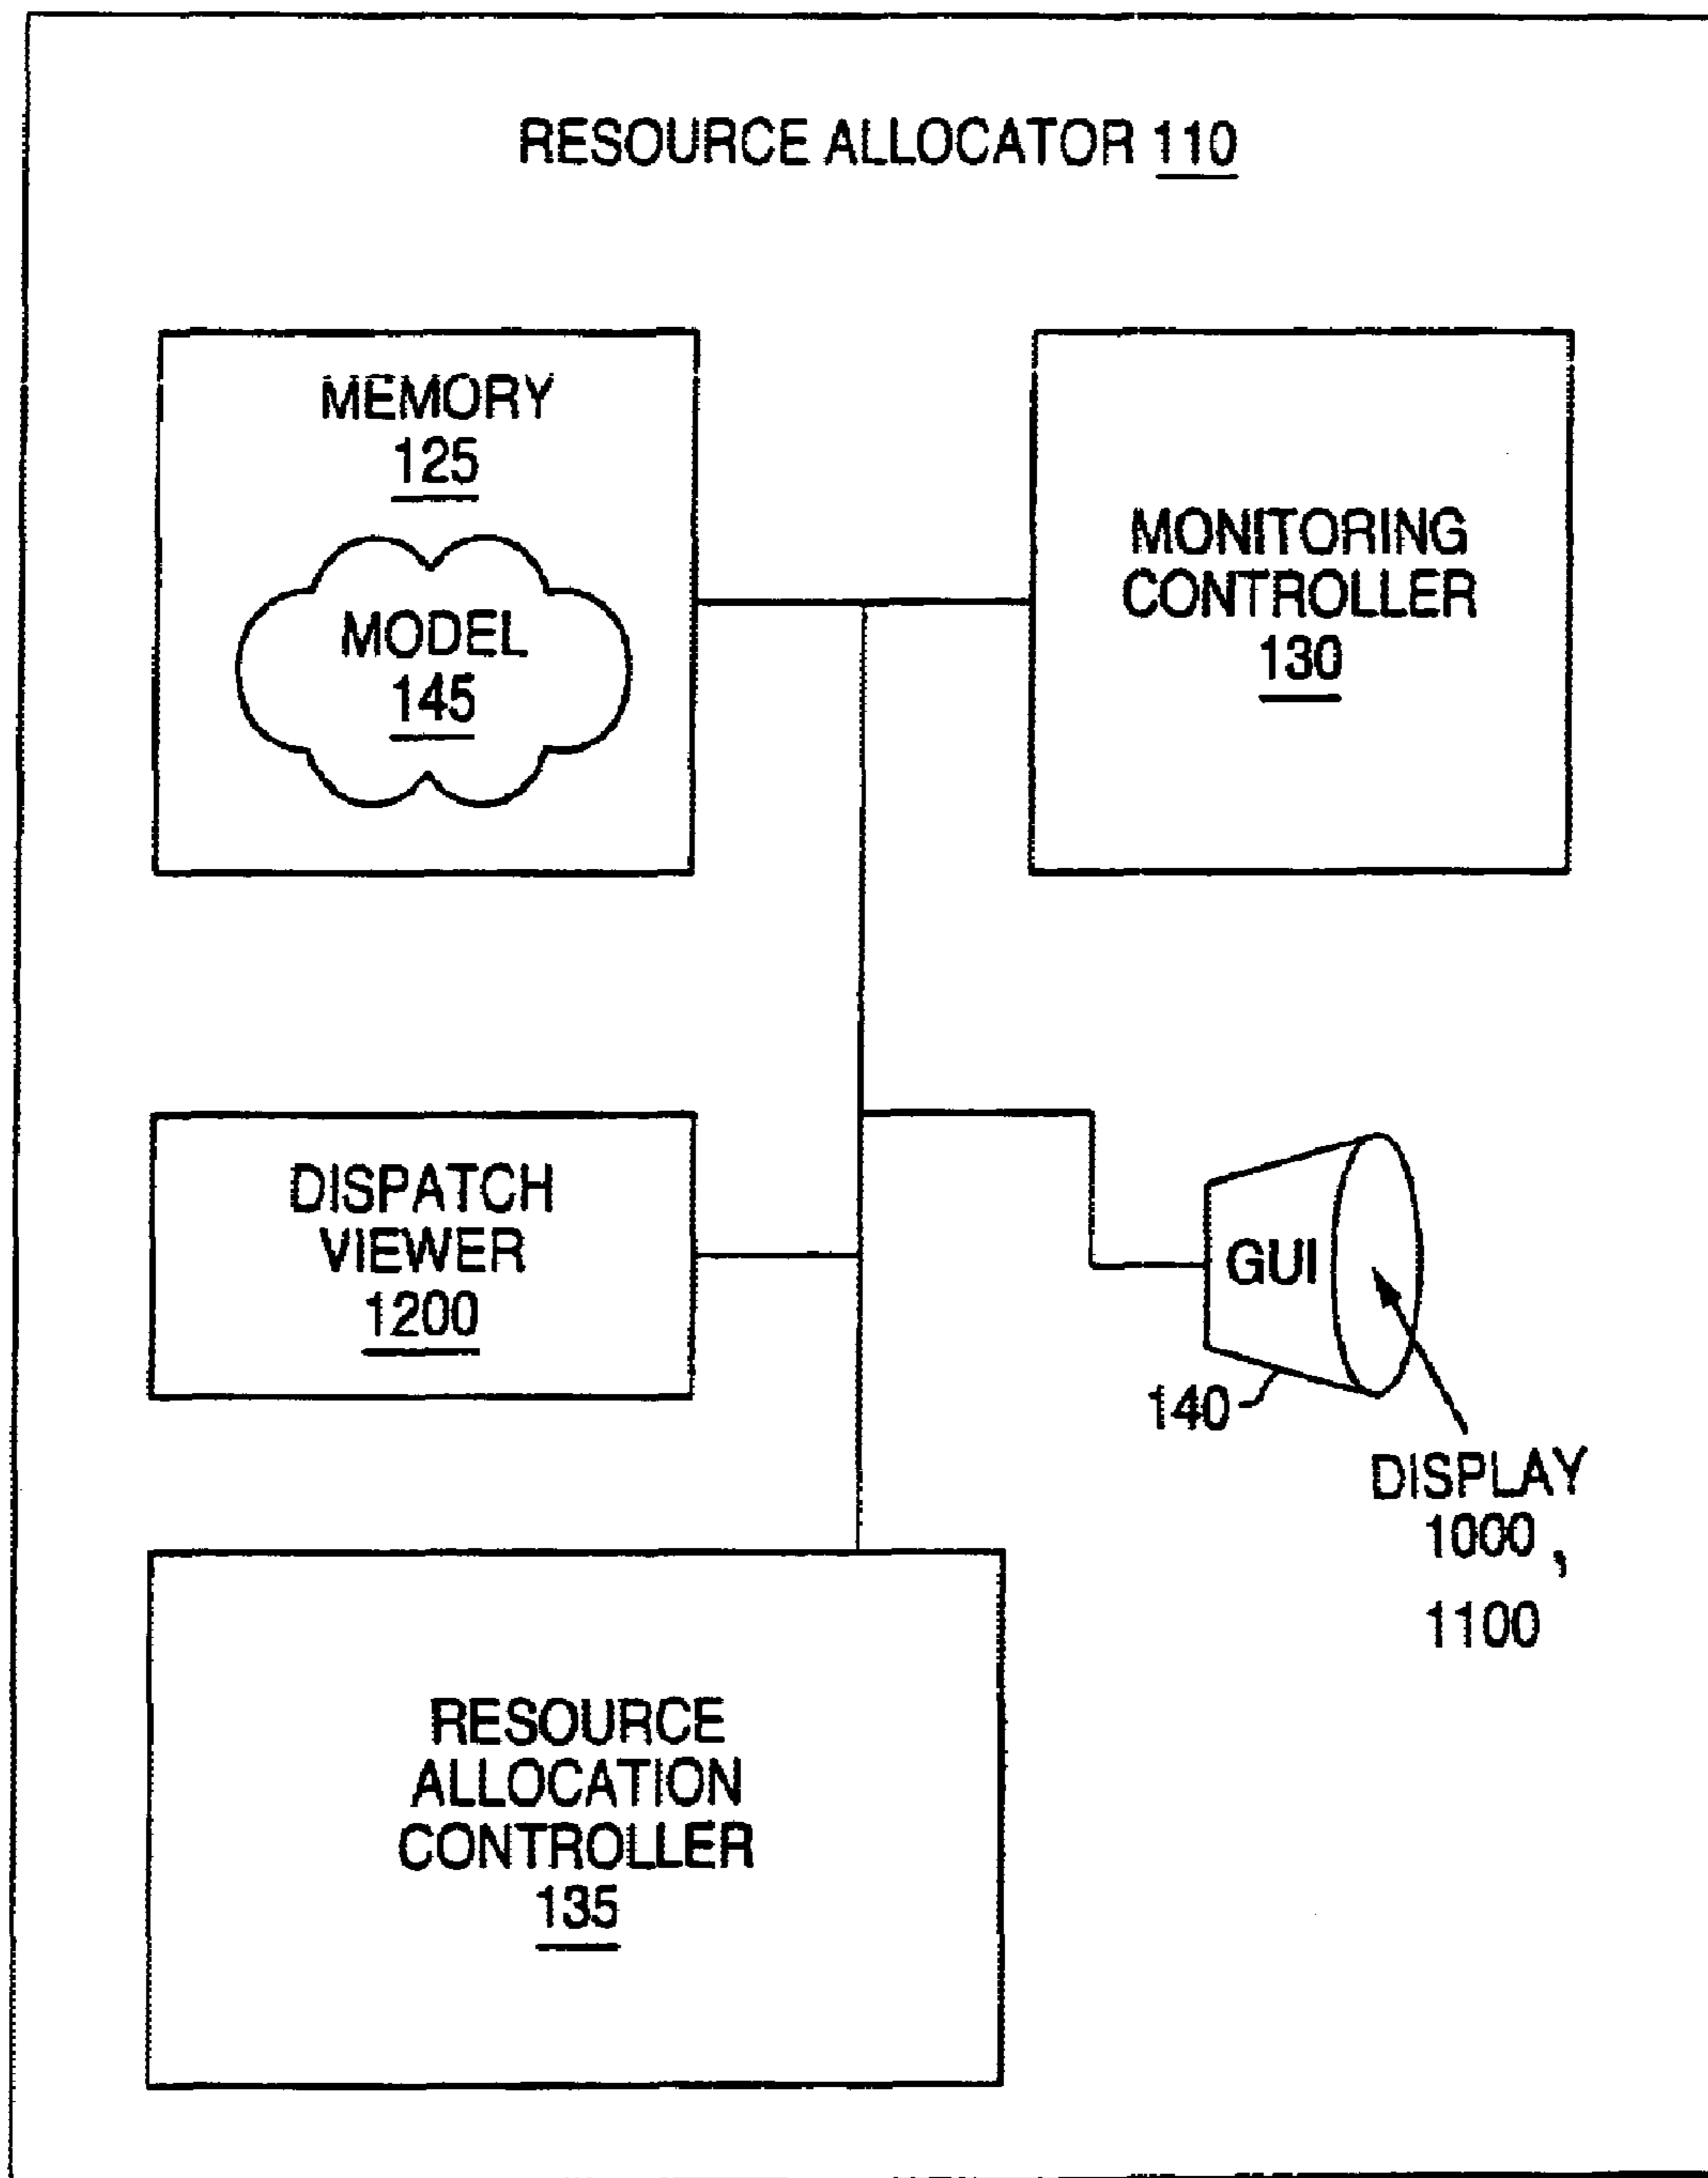 RESOURCE ALLOCATOR 110
MEMORY
125
MODEL
145
MONITORING
CONTROLLER
130
DISPATCH
VIEWER
1200
GUI
140
DISPLAY
1000 ,
1100
RESOURCE
ALLOCATION
CONTROLLER
135